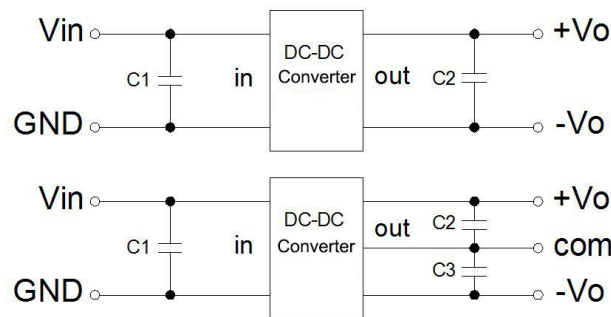 Vin
+Vo
DC-DC
Converter
C1
in
out
C2
GND
-Vo
Vin
+Vo
DC-DC
Converter
out
C2
C1
in
com
C3
GND
-Vo